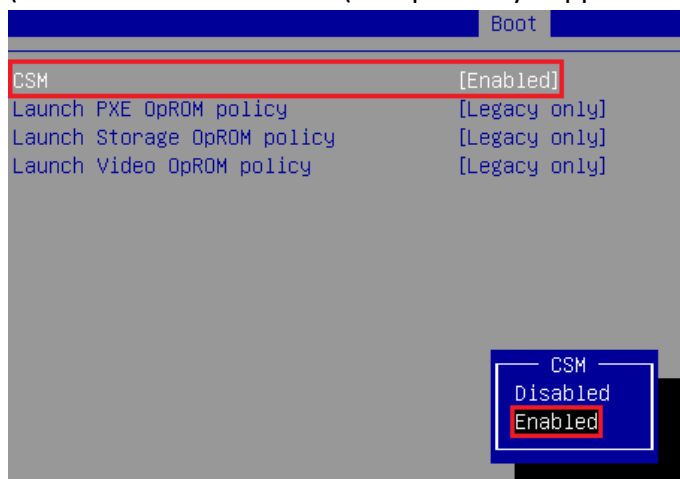 Boot
CSM [Enabled]
Launch PXE OpROM policy [Legacy only]
Launch Storage OpROM policy [Legacy only]
Launch Video OpROM policy [Legacy only]
CSM
Disabled
Enabled